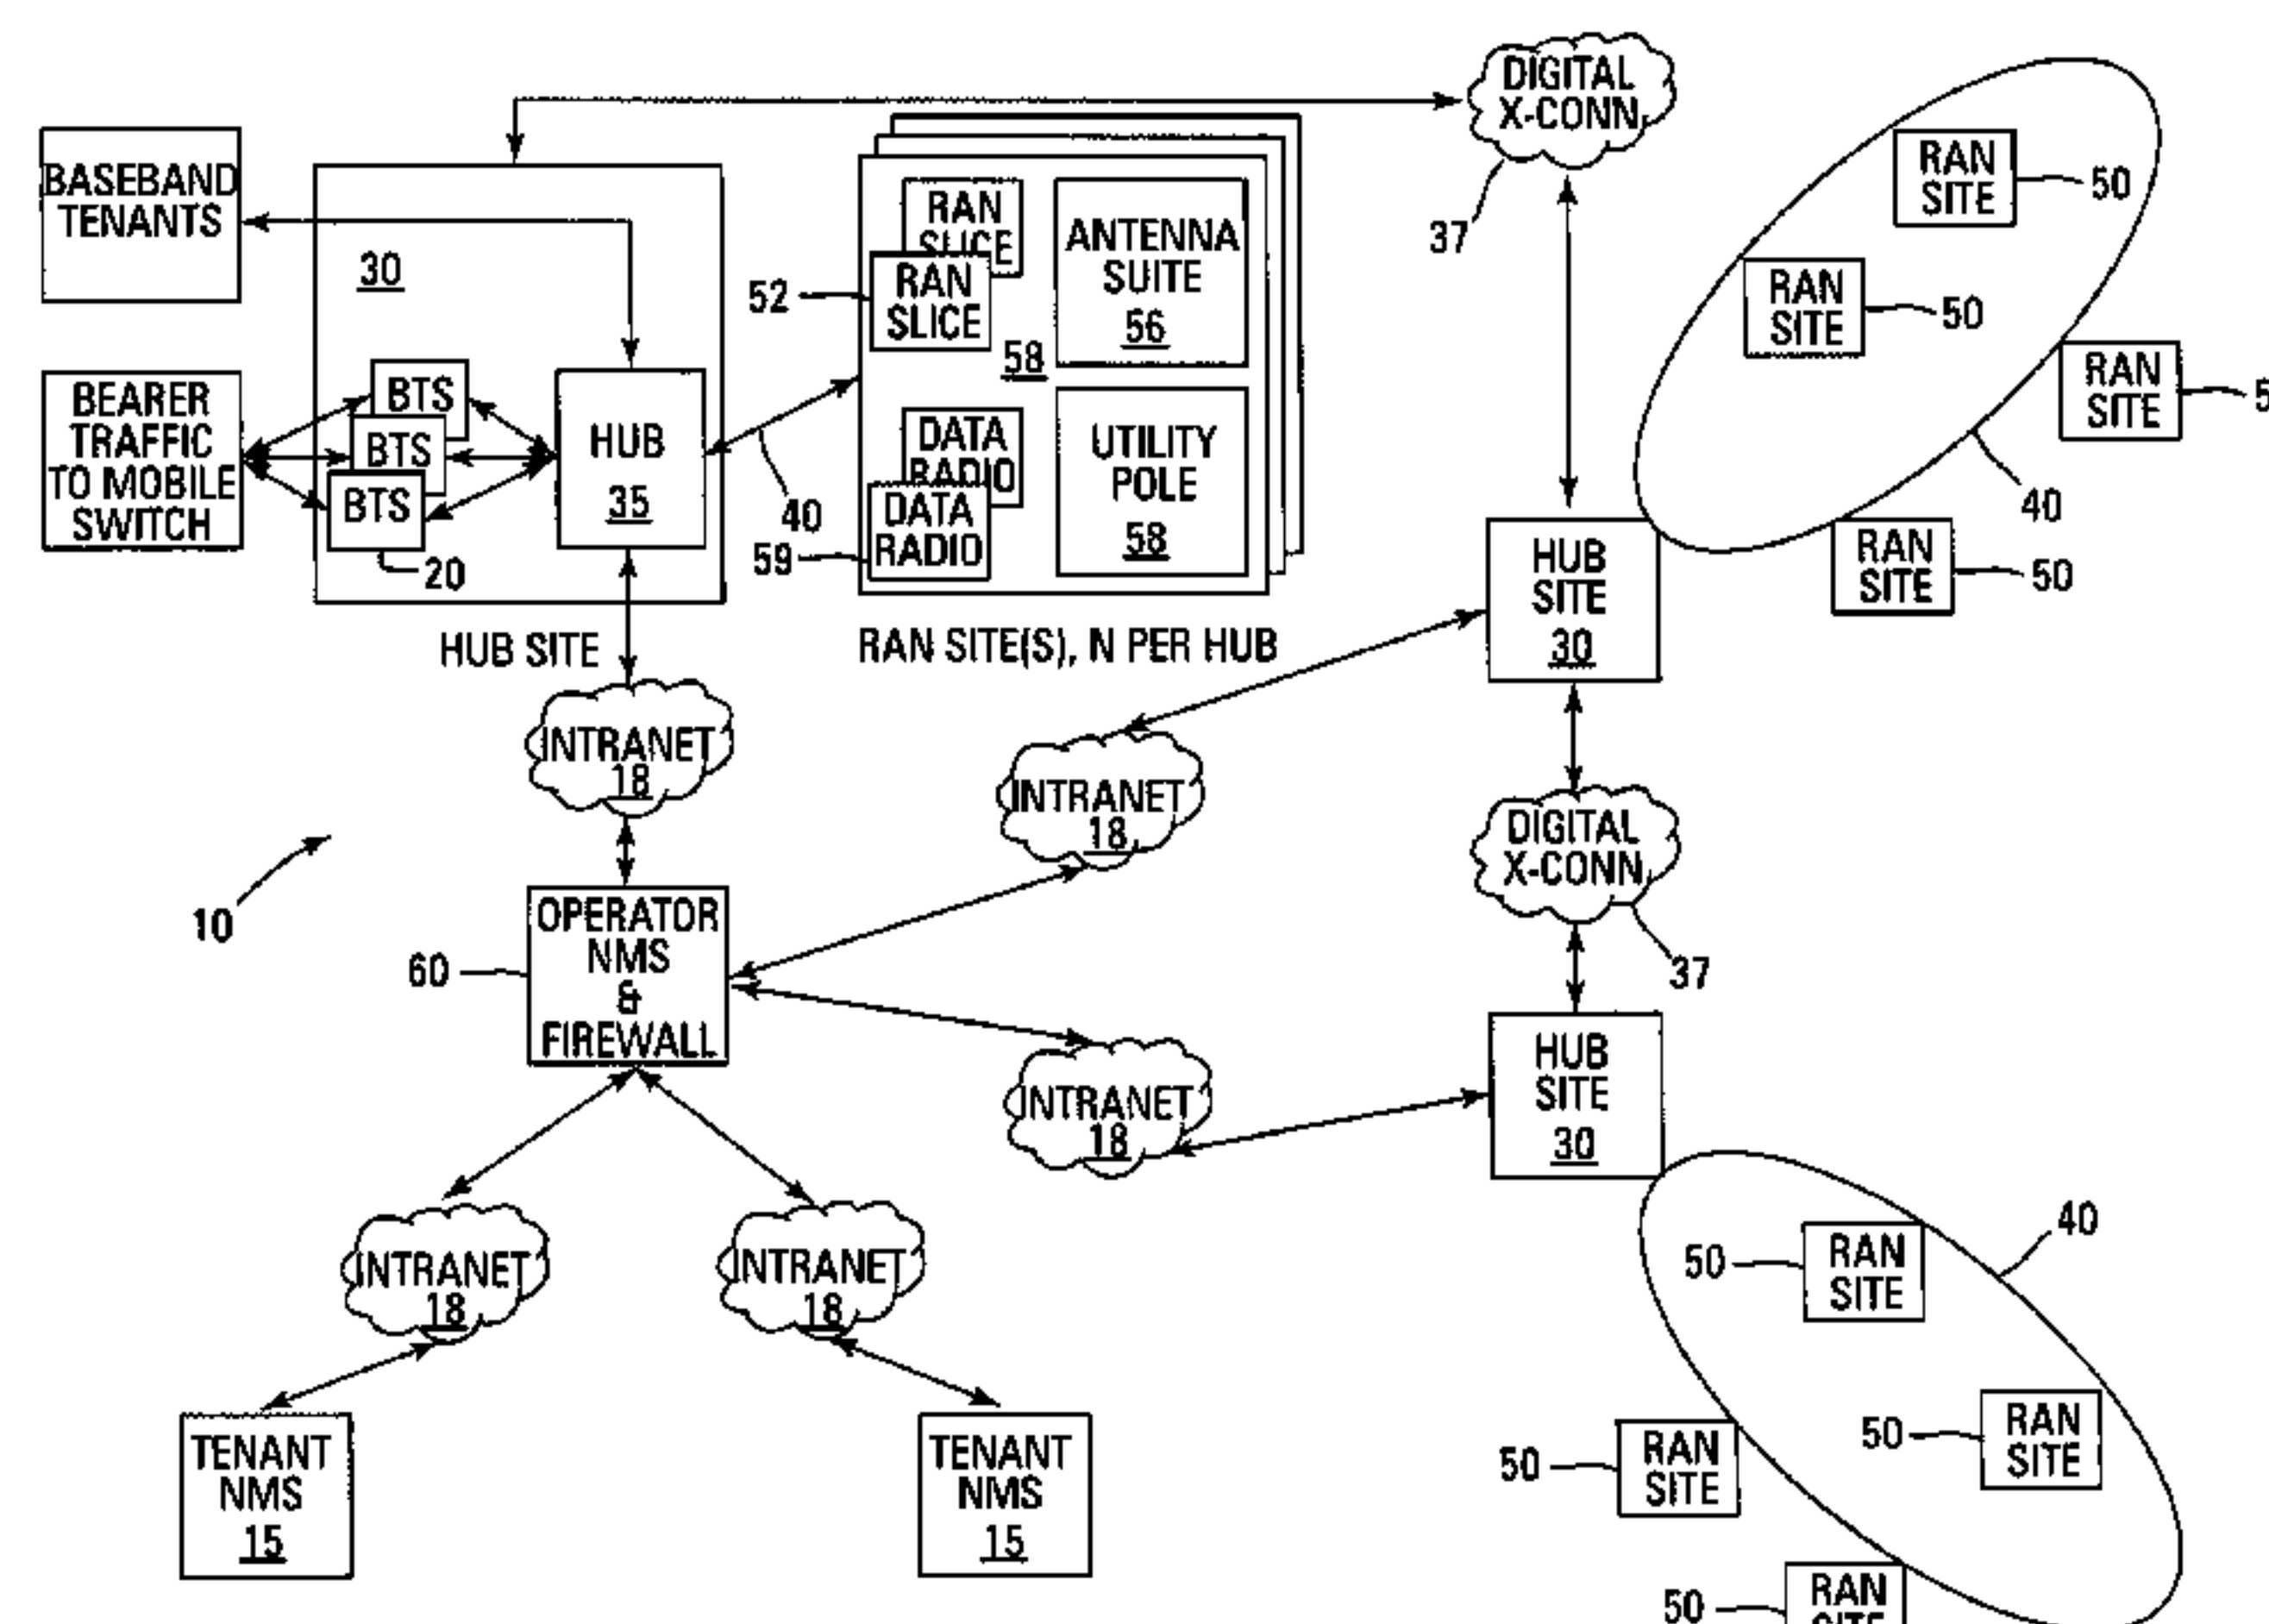 DIGITAL
X-CONN
37
BASEBAND
TENANTS
30
BEARER
TRAFFIC
TO MOBILE
SWITCH
BTS
BTS
BTS
20
HUB
35
HUB SITE
40
RAN
SLICE
RAN
SLICE
52
58
ANTENNA
SUITE
56
DATA
RADIO
DATA
RADIO
59
UTILITY
POLE
58
RAN SITE(S), N PER HUB
RAN
SITE
50
RAN
SITE
50
RAN
SITE
40
RAN
SITE
50
HUB
SITE
30
INTRANET
18
INTRANET
18
DIGITAL
X-CONN
37
10
60
OPERATOR
NMS
&
FIREWALL
INTRANET
18
HUB
SITE
30
INTRANET
18
INTRANET
18
40
50
RAN
SITE
50
RAN
SITE
50
RAN
SITE
50
RAN
SITE
TENANT
NMS
15
TENANT
NMS
15